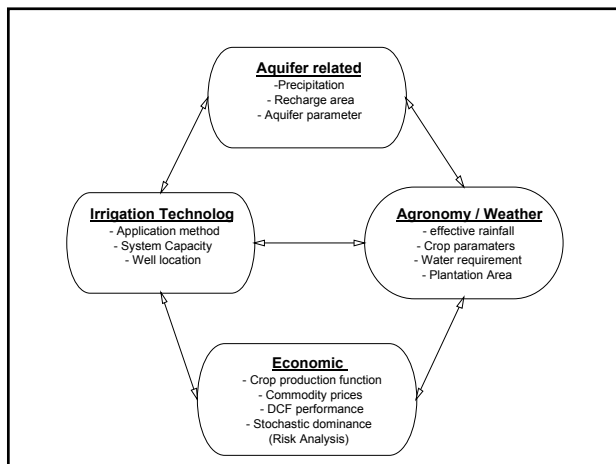 Aquifer related
-Precipitation
- Recharge area
- Aquifer parameter
Irrigation Technolog
- Application method
- System Capacity
- Well location
Agronomy / Weather
- effective rainfall
- Crop paramaters
- Water requirement
- Plantation Area
Economic
- Crop production function
- Commodity prices
- DCF performance
- Stochastic dominance
(Risk Analysis)